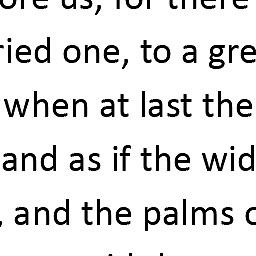 ore us, for there
ried one, to a gre
when at last the
and as if the wid
, and the palms o